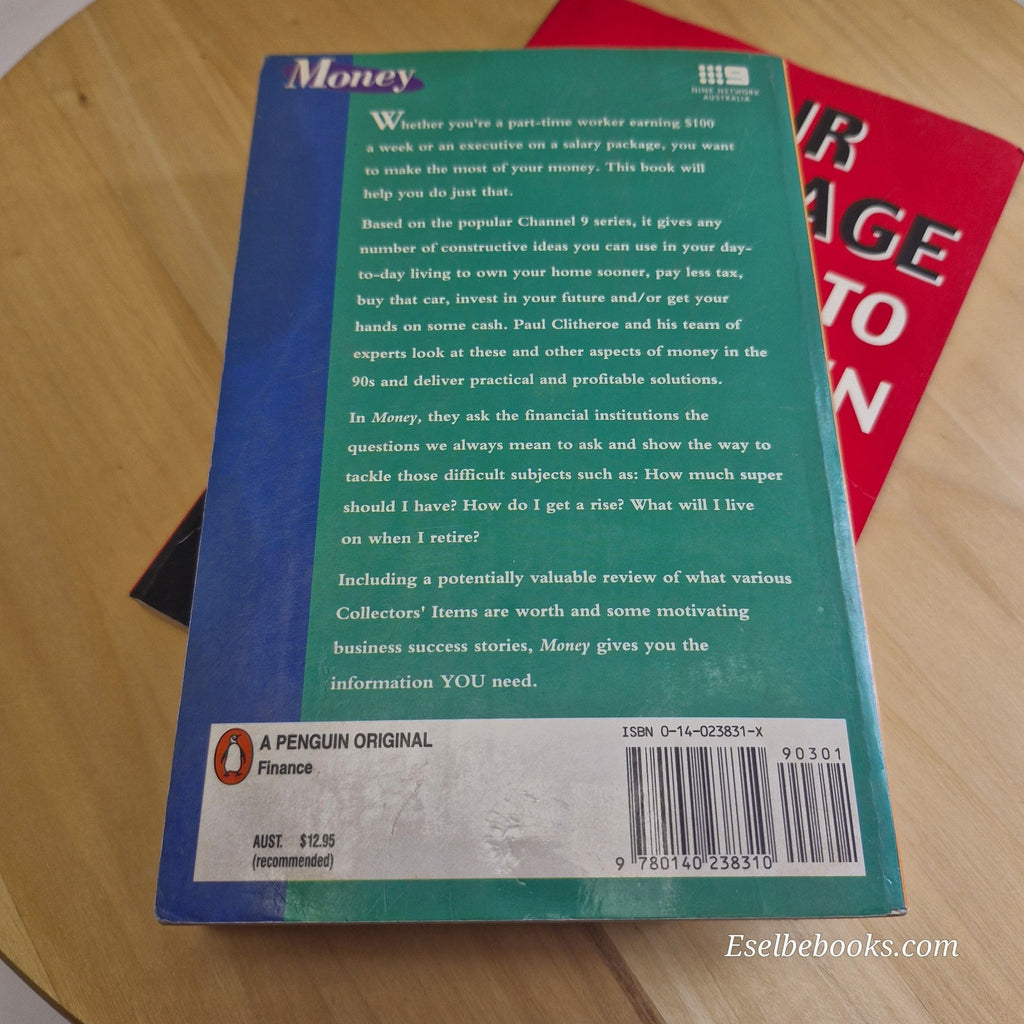 Money
NINE NETWORK
AUSTRALIA
Whether you're a part-time worker earning $100
a week or an executive on a salary package, you want
to make the most of your money. This book will
help you do just that.
Based on the popular Channel 9 series, it gives any
number of constructive ideas you can use in your day-
to-day living to own your home sooner, pay less tax,
buy that car, invest in your future and/or get your
hands on some cash. Paul Clitheroe and his team of
experts look at these and other aspects of money in the
90s and deliver practical and profitable solutions.
In Money, they ask the financial institutions the
questions we always mean to ask and show the way to
tackle those difficult subjects such as: How much super
should I have? How do I get a rise? What will I live
on when I retire?
Including a potentially valuable review of what various
Collectors' Items are worth and some motivating
business success stories, Money gives you the
information YOU need.
A PENGUIN ORIGINAL
Finance
AUST. $12.95
(recommended)
ISBN 0-14-023831-X
90301
9 780140 238310
TO
Eselbebooks.com